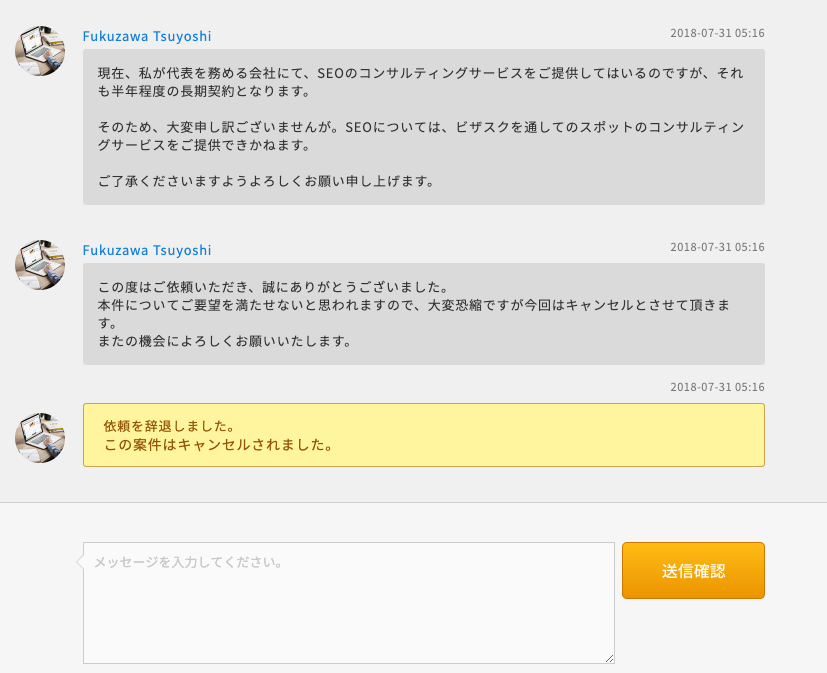 Fukuzawa Tsuyoshi
2018-07-31 05:16
現在、私が代表を務める会社にて、SEOのコンサルティングサービスをご提供してはいるのですが、それ
も半年程度の長期契約となります。
そのため、大変申し訳ございませんが。SEOについては、ビザスクを通してのスポットのコンサルティン
グサービスをご提供できかねます。
ご了承くださいますようよろしくお願い申し上げます。
Fukuzawa Tsuyoshi
2018-07-31 05:16
この度はご依頼いただき、誠にありがとうございました。
本件についてご要望を満たせないと思われますので、大変恐縮ですが今回はキャンセルとさせて頂きま
す。
またの機会によろしくお願いいたします。
2018-07-31 05:16
依頼を辞退しました。
この案件はキャンセルされました。
メッセージを入力してください。
送信確認